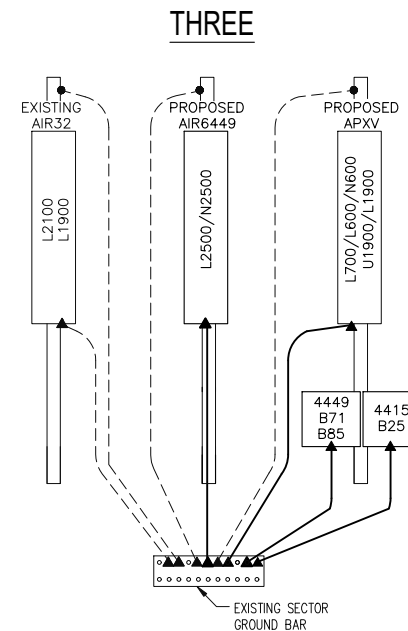 THREE
EXISTING
AIR32
PROPOSED
AIR6449
PROPOSED
APXV
L2100
L1900
L2500/N2500
L700/L600/N600
U1900/L1900
4449
B71
B85
4415
B25
EXISTING SECTOR
GROUND BAR